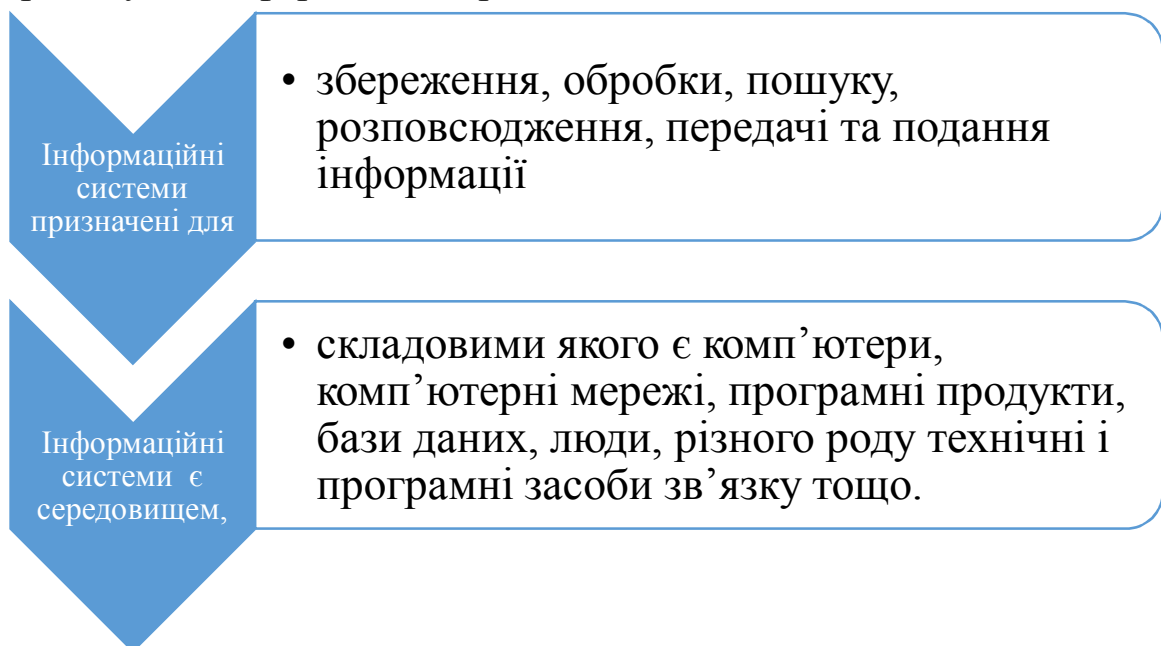 Інформаційні
системи
призначені для
• збереження, обробки, пошуку,
розповсюдження, передачі та подання
інформації
Інформаційні
системи є
середовищем,
• складовими якого є комп’ютери,
комп’ютерні мережі, програмні продукти,
бази даних, люди, різного роду технічні і
програмні засоби зв’язку тощо.